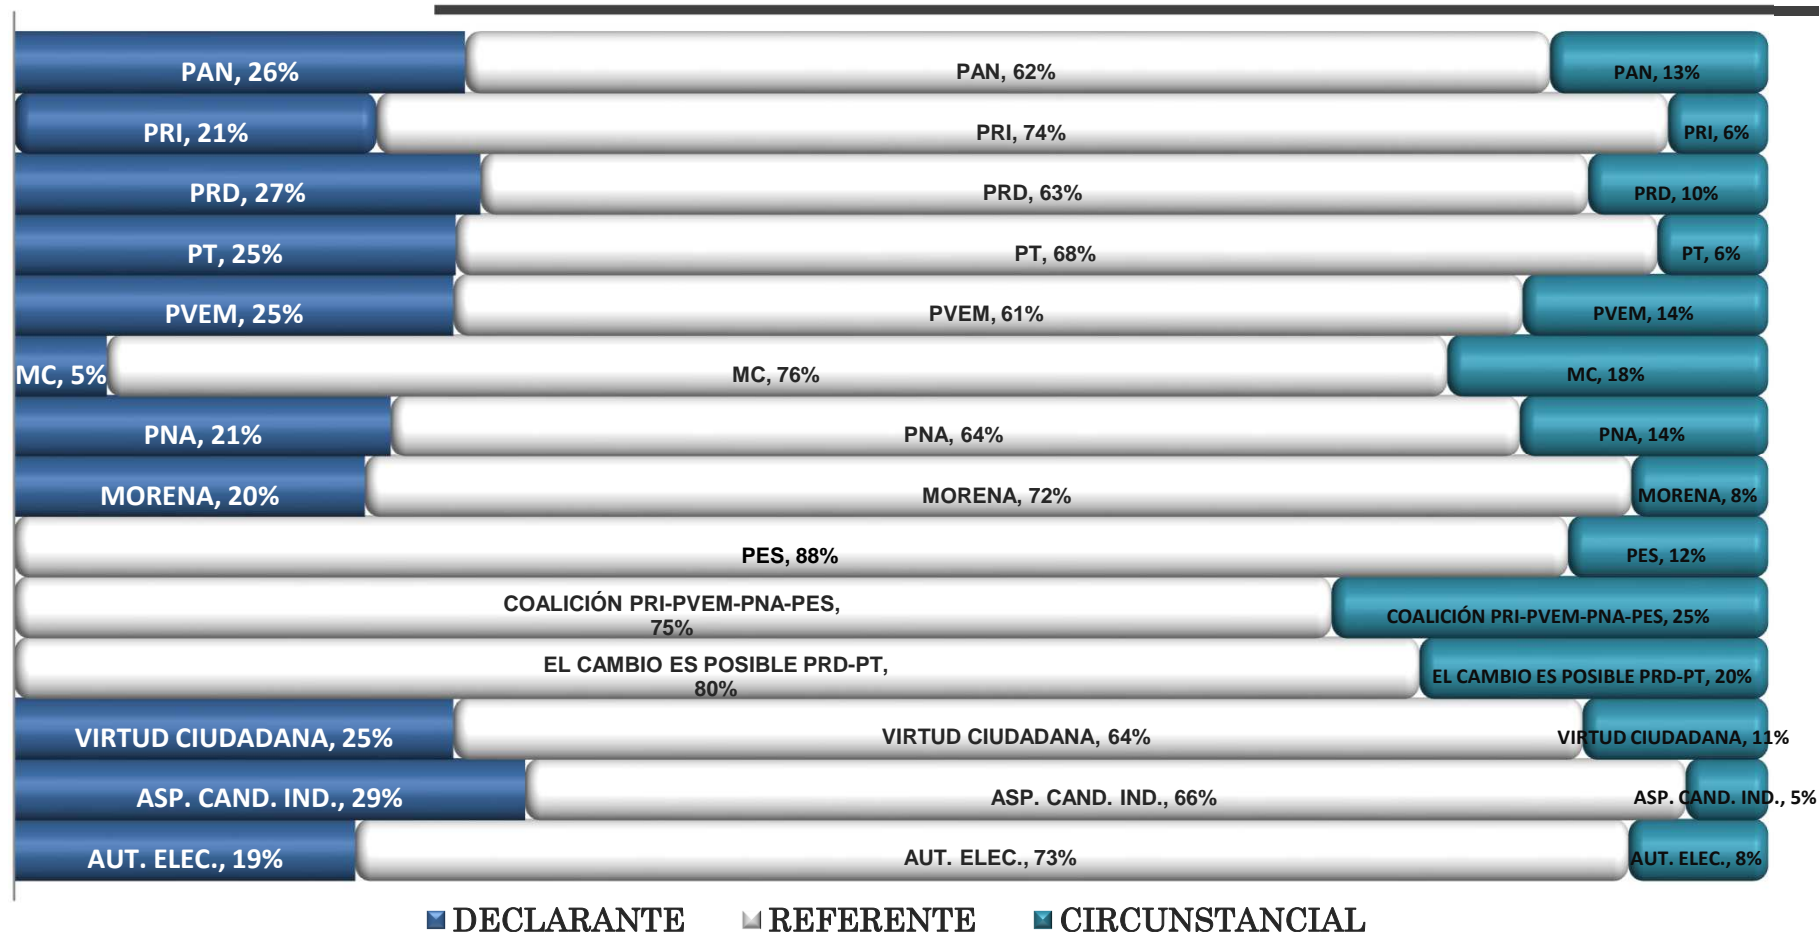 PAN, 26%
PAN, 62%
PAN, 13%
PRI, 21%
PRI, 74%
PRI, 6%
PRD, 27%
PRD, 63%
PRD, 10%
PT, 25%
PT, 68%
PT, 6%
PVEM, 25%
PVEM, 61%
PVEM, 14%
MC, 5%
MC, 76%
MC, 18%
PNA, 21%
PNA, 64%
PNA, 14%
MORENA, 20%
MORENA, 72%
MORENA, 8%
PES, 88%
PES, 12%
COALICIÓN PRI-PVEM-PNA-PES,
75%
COALICIÓN PRI-PVEM-PNA-PES, 25%
EL CAMBIO ES POSIBLE PRD-PT,
80%
EL CAMBIO ES POSIBLE PRD-PT, 20%
VIRTUD CIUDADANA, 25%
VIRTUD CIUDADANA, 64%
VIRTUD CIUDADANA, 11%
ASP. CAND. IND., 29%
ASP. CAND. IND., 66%
ASP. CAND. IND., 5%
AUT. ELEC., 19%
AUT. ELEC., 73%
AUT. ELEC., 8%
DECLARANTE
REFERENTE
CIRCUNSTANCIAL